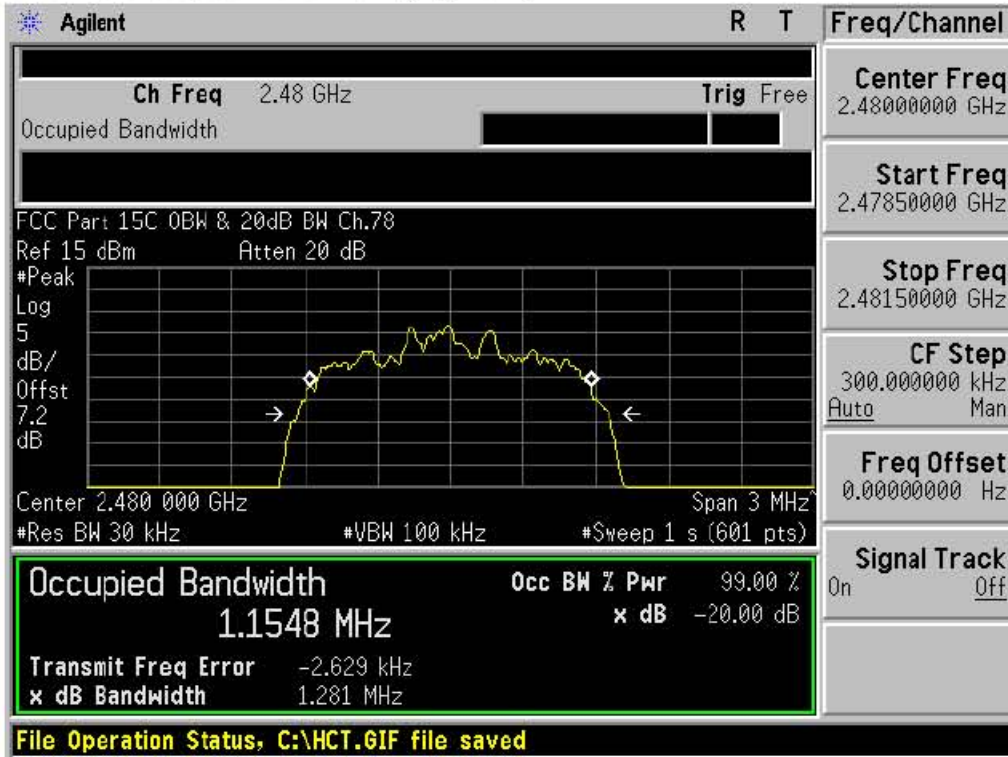 Agilent R T
Ch Freq 2.48 GHz Trig Free
Occupied Bandwidth
FCC Part 15C OBW & 20dB BW Ch.78
Ref 15 dBm Atten 20 dB
#Peak
Log
5
dB/
Offst
7.2
dB
Center 2.480 000 GHz Span 3 MHz^
#Res BW 30 kHz #VBW 100 kHz #Sweep 1 s (601 pts)
Occupied Bandwidth Occ BW % Pwr 99.00 %
1.1548 MHz x dB -20.00 dB
Transmit Freq Error -2.629 kHz
x dB Bandwidth 1.281 MHz
File Operation Status, C:\HCT.GIF file saved
Freq/Channel
Center Freq
2.48000000 GHz
Start Freq
2.47850000 GHz
Stop Freq
2.48150000 GHz
CF Step
300.000000 kHz
Auto Man
Freq Offset
0.00000000 Hz
Signal Track
On Off